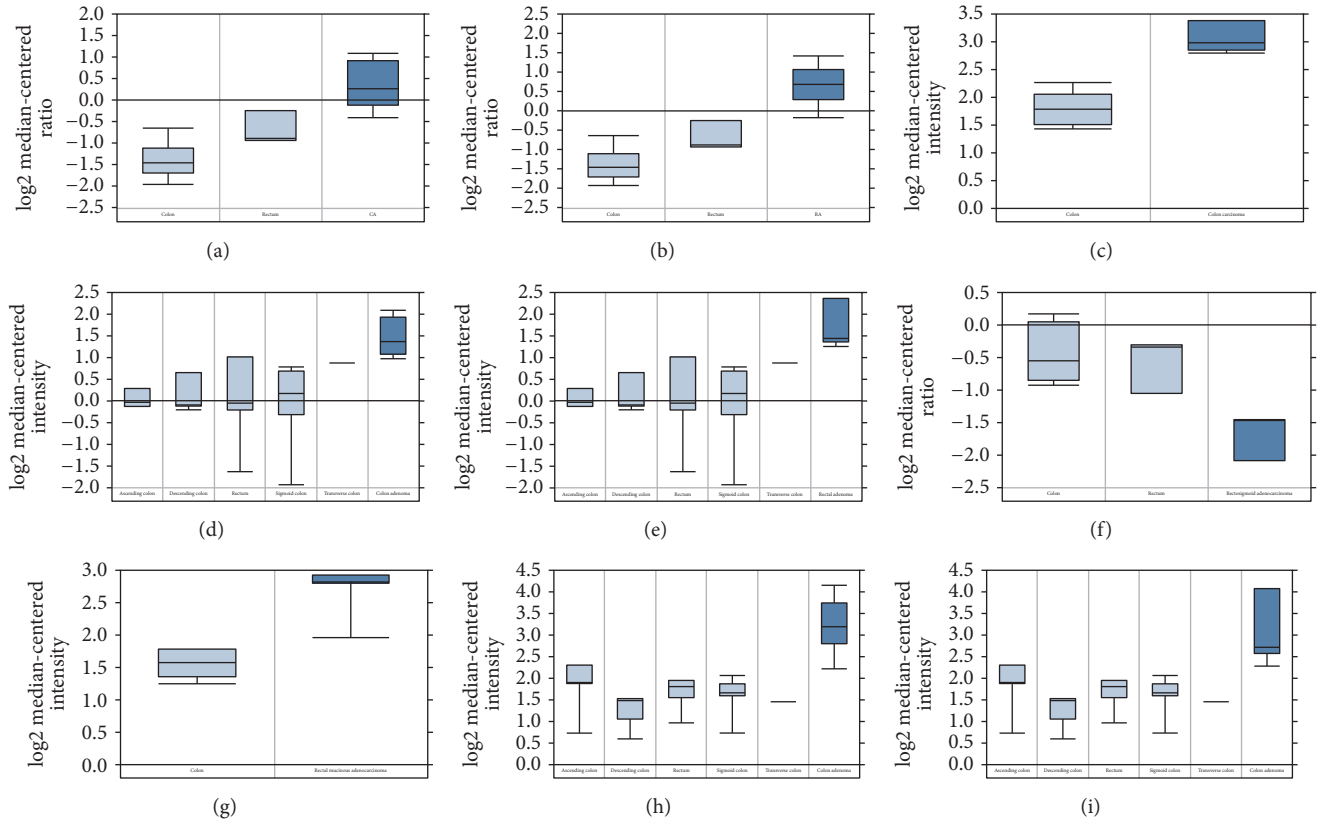 2.0
1.5
1.0
0.5
0.0
−0.5
−1.0
−1.5
−2.0
2.5
log2 median-centered
ratio
Colon
Rectum
CA
(a)
2.5
2.0
1.5
1.0
0.5
0.0
−0.5
−1.0
−1.5
−2.0
2.5
log2 median-centered
ratio
Colon
Rectum
RA
(b)
3.5
3.0
2.5
2.0
1.5
1.0
5.0
0.0
log2 median-centered
intensity
Colon
Colon carcinoma
(c)
2.5
2.0
1.5
1.0
0.5
0.0
−0.5
−1.0
−1.5
−2.0
log2 median-centered
intensity
Ascending colon
Descending colon
Rectum
Sigmoid colon
Transverse colon
Colon adenoma
(d)
2.5
2.0
1.5
1.0
0.5
0.0
−0.5
−1.0
−1.5
−2.0
log2 median-centered
intensity
Ascending colon
Descending colon
Rectum
Sigmoid colon
Transverse colon
Rectal adenoma
(e)
0.5
0.0
−0.5
−1.0
−1.5
−2.0
−2.5
log2 median-centered
ratio
Colon
Rectum
Rectosigmoid adenocarcinoma
(f)
3.0
2.5
2.0
1.5
1.0
5.0
0.0
log2 median-centered
intensity
Colon
Rectal mucinous adenocarcinoma
(g)
4.5
4.0
3.5
3.0
2.5
2.0
1.5
1.0
0.5
0.0
log2 median-centered
intensity
Ascending colon
Descending colon
Rectum
Sigmoid colon
Transverse colon
Colon adenoma
(h)
4.5
4.0
3.5
3.0
2.5
2.0
1.5
1.0
0.5
0.0
log2 median-centered
intensity
Ascending colon
Descending colon
Rectum
Sigmoid colon
Transverse colon
Colon adenoma
(i)